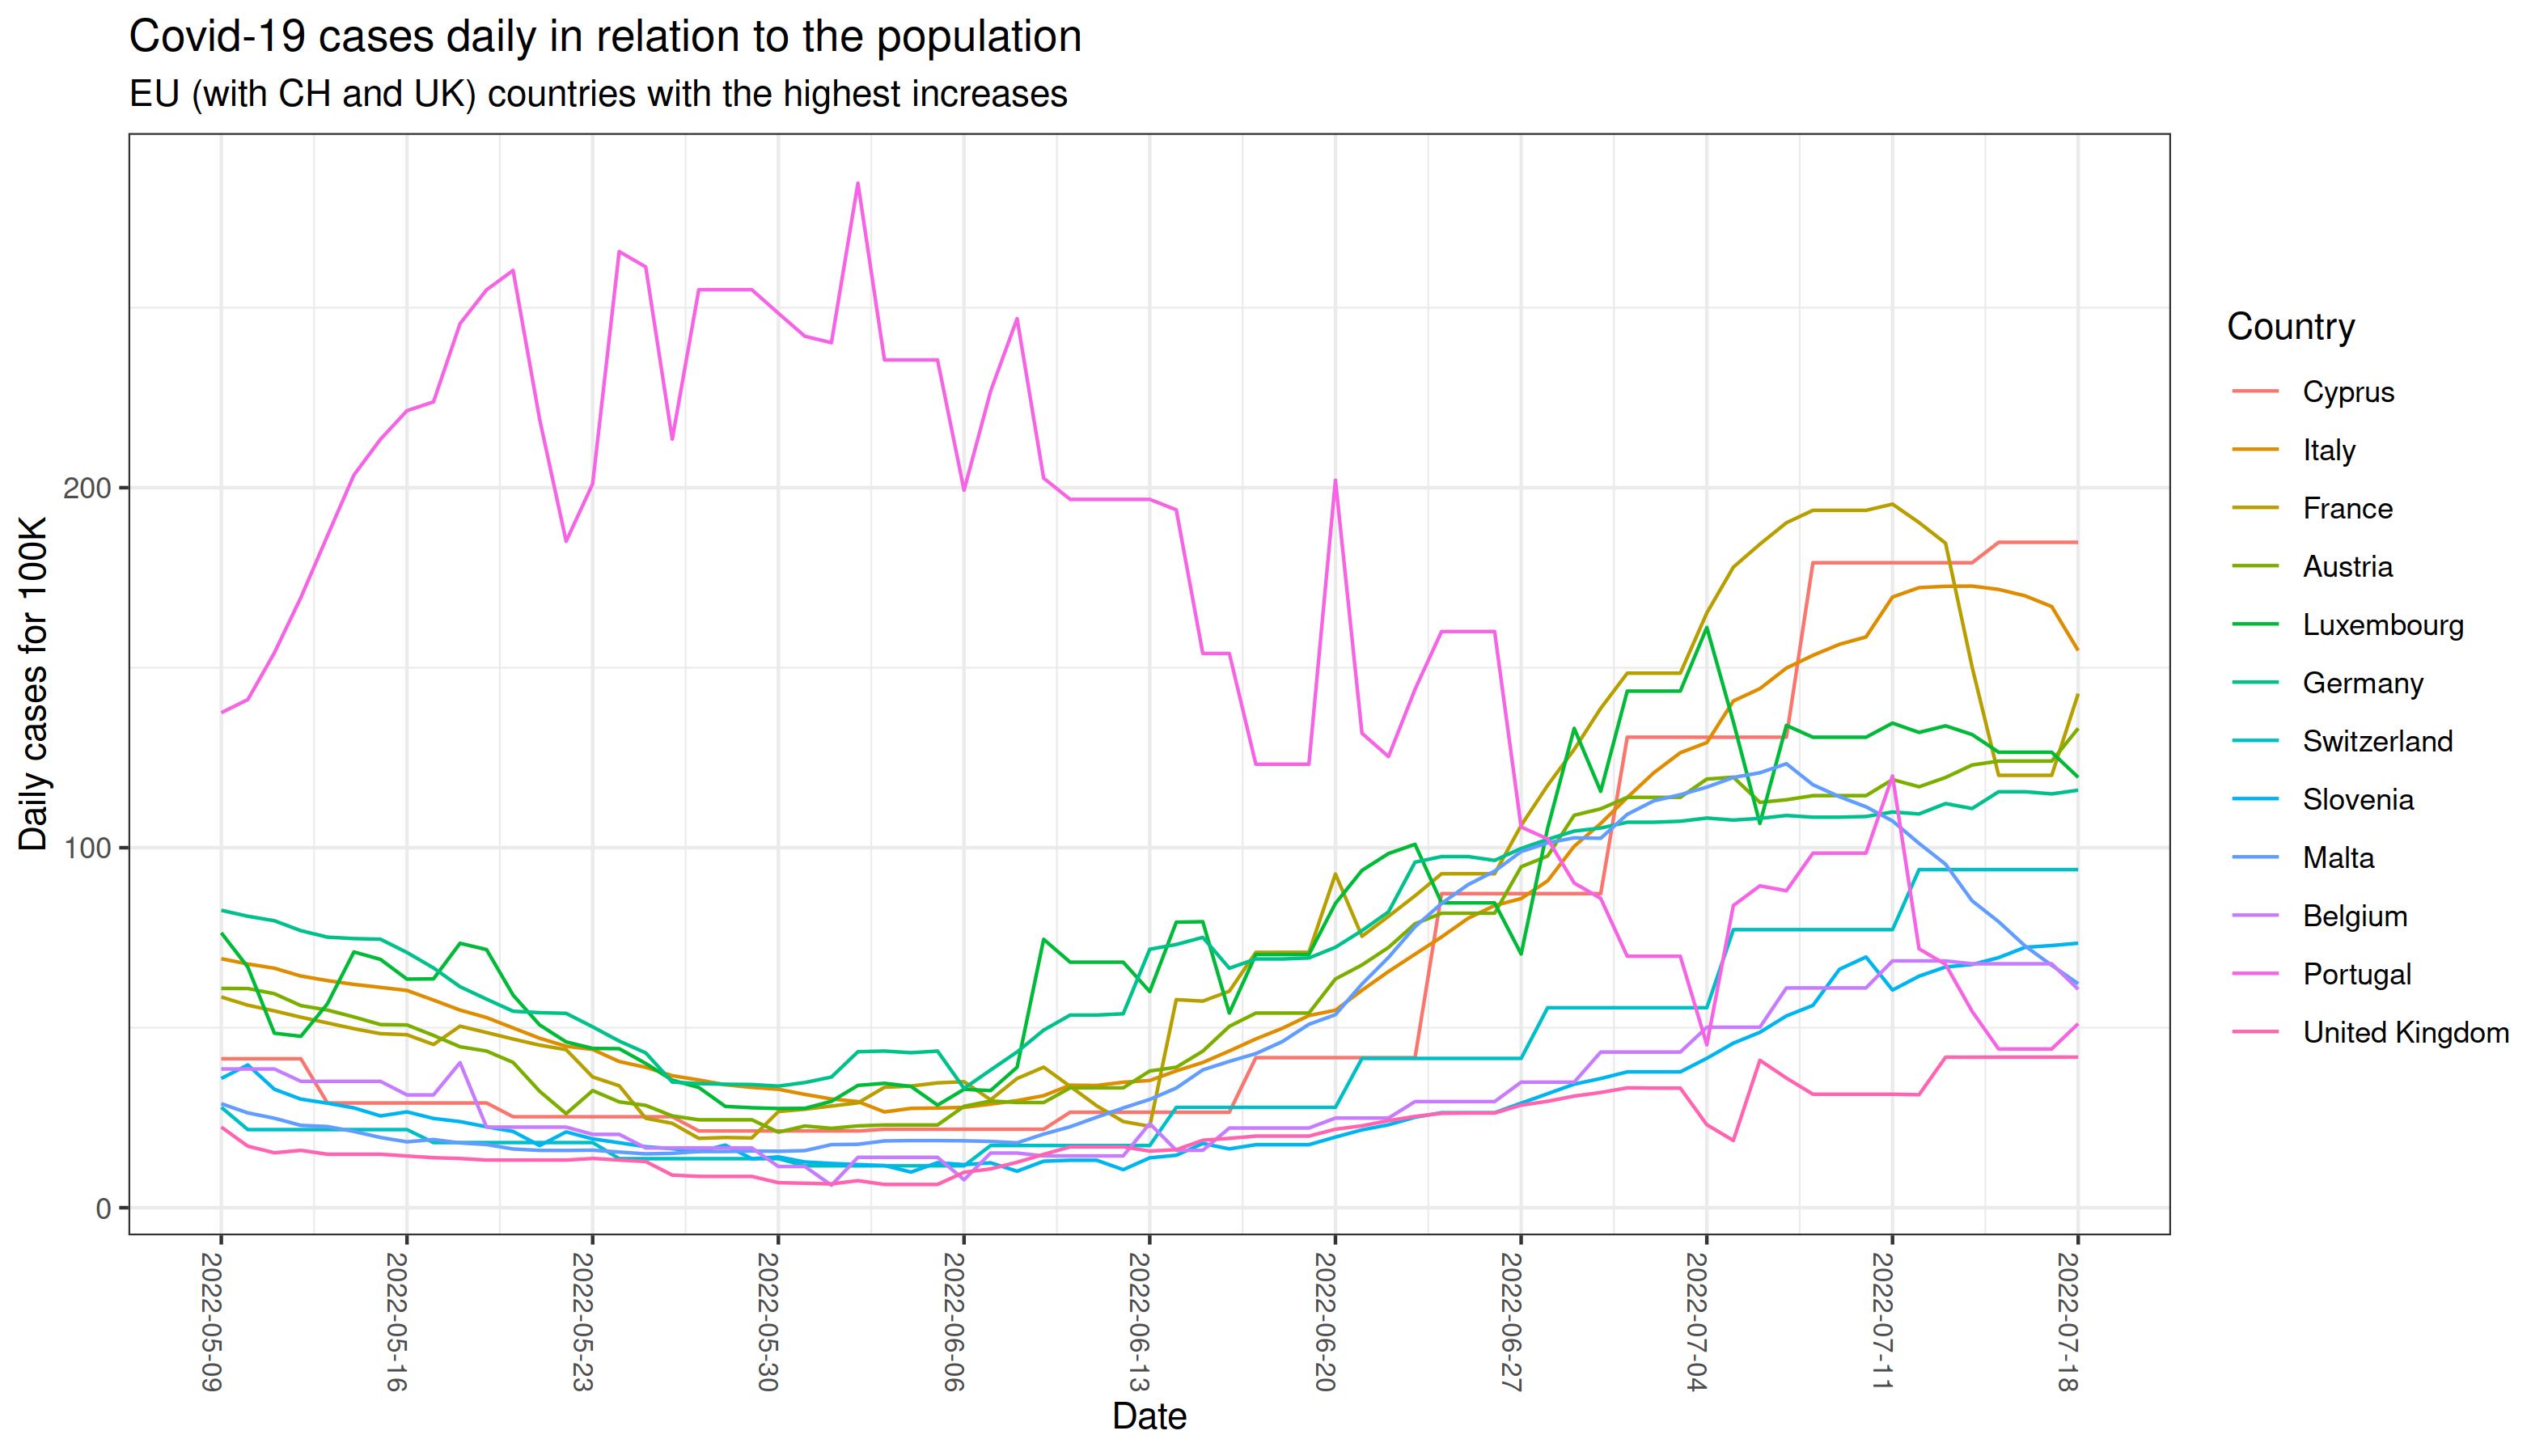 Covid-19 cases daily in relation to the population
EU (with CH and UK) countries with the highest increases
Daily cases for 100K
200
100
0
2022-05-09
2022-05-16
2022-05-23
2022-05-30
2022-06-06
2022-06-13
2022-06-20
2022-06-27
2022-07-04
2022-07-11
2022-07-18
Date
Country
Cyprus
Italy
France
Austria
Luxembourg
Germany
Switzerland
Slovenia
Malta
Belgium
Portugal
United Kingdom